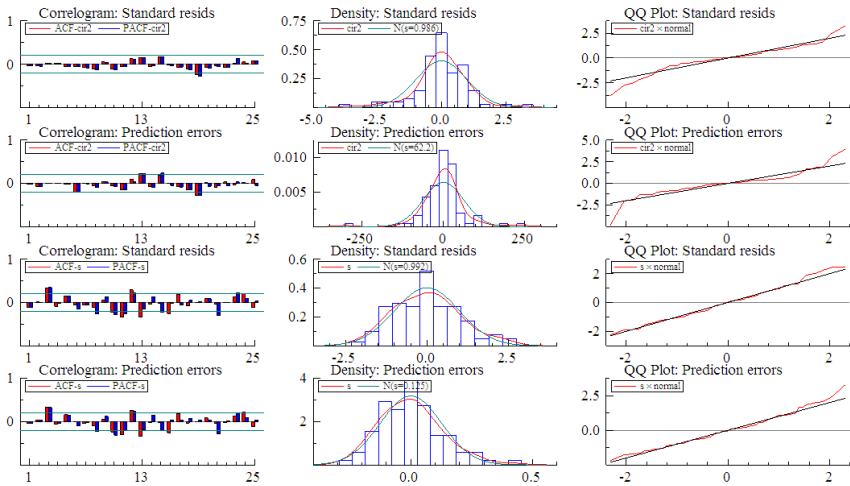 Correlogram: Standard resids
Density: Standard resids
QQ Plot: Standard resids
1
ACF-cir2 PACF-cir2
0
1 13 25
0.75
cir2 N(s=0.986)
0.50
0.25
-5.0 -2.5 0.0 2.5
cir2 × normal
2.5
0.0
-2.5
-2 0 2
Correlogram: Prediction errors
Density: Prediction errors
QQ Plot: Prediction errors
1
ACF-cir2 PACF-cir2
0
1 13 25
cir2 N(s=62.2)
0.010
0.005
-250 0 250
5.0
cir2 × normal
2.5
0.0
-2.5
-2 0 2
Correlogram: Standard resids
Density: Standard resids
QQ Plot: Standard resids
1
ACF-s PACF-s
0
1 13 25
0.6
s N(s=0.992)
0.4
0.2
-2.5 0.0 2.5
s × normal
2
0
-2
-2 0 2
Correlogram: Prediction errors
Density: Prediction errors
QQ Plot: Prediction errors
1
ACF-s PACF-s
0
1 13 25
4
s N(s=0.125)
2
0.0 0.5
s × normal
2.5
0.0
-2 0 2